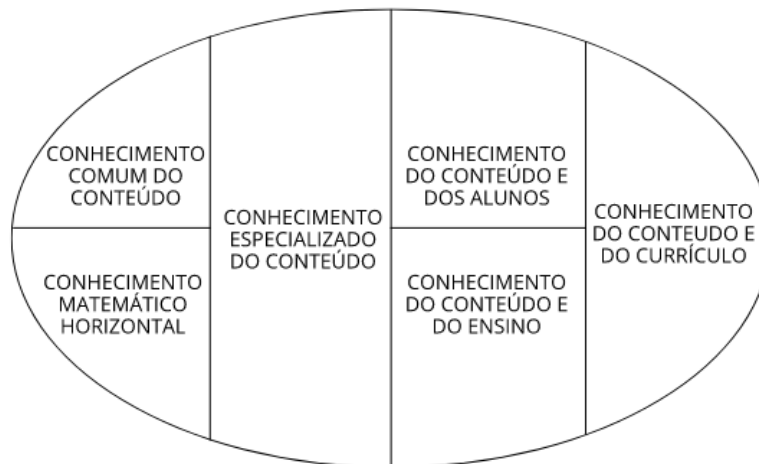 CONHECIMENTO
COMUM DO
CONTEÚDO
CONHECIMENTO
MATEMÁTICO
HORIZONTAL
CONHECIMENTO
ESPECIALIZADO
DO CONTEÚDO
CONHECIMENTO
DO CONTEÚDO E
DOS ALUNOS
CONHECIMENTO
DO CONTEÚDO E
DO ENSINO
CONHECIMENTO
DO CONTEUDO E
DO CURRÍCULO